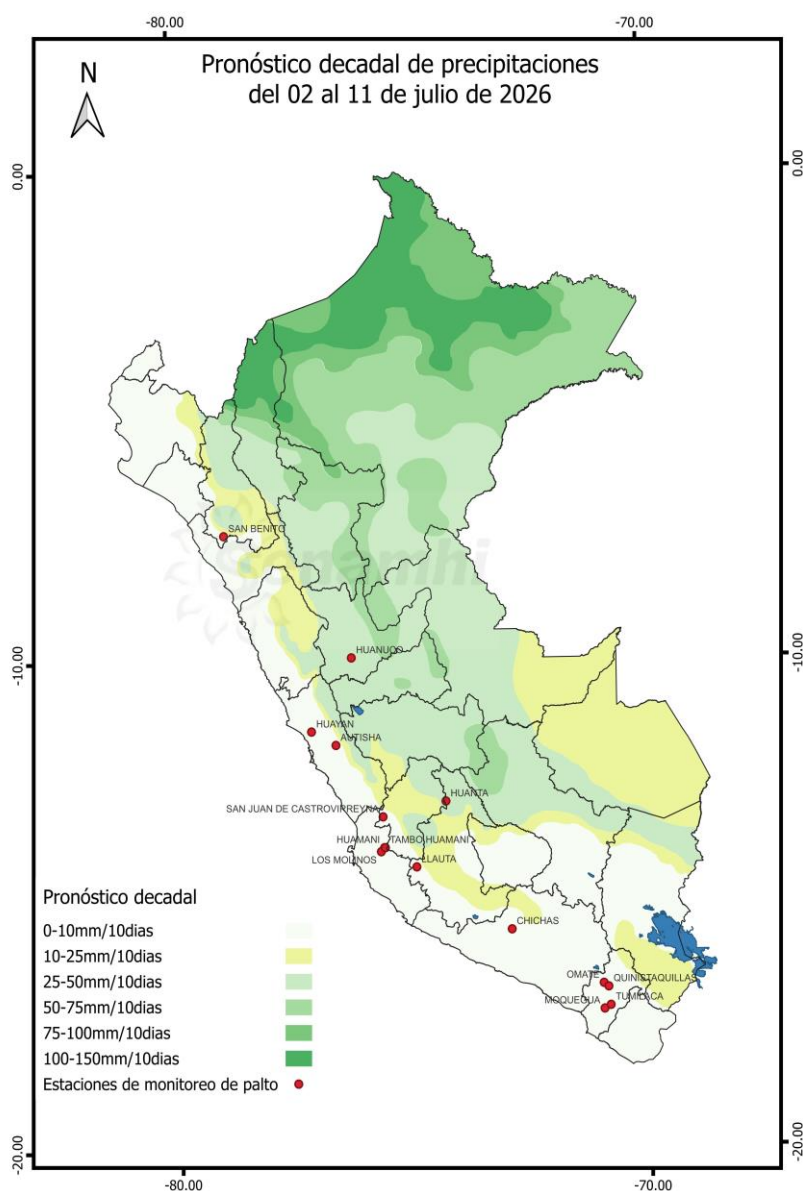 -80.00
-70.00
N
Pronóstico decadal de precipitaciones
del 02 al 11 de julio de 2026
0.00
0.00
SAN BENITO
senamhi
HUANUCO
-10.00
-10.00
HUAYAN
AUTISHA
HUANTA
SAN JUAN DE CASTROVIRREYNA
HUAMANI
TAMBO HUAMANI
LOS MOLINOS
LLAUTA
CHICHAS
OMATE
QUINISTAQUILLAS
MOQUEGUA
TUMILACA
Pronóstico decadal
0-10mm/10dias
10-25mm/10dias
25-50mm/10dias
50-75mm/10dias
75-100mm/10dias
100-150mm/10dias
Estaciones de monitoreo de palto
-20.00
-20.00
-80.00
-70.00